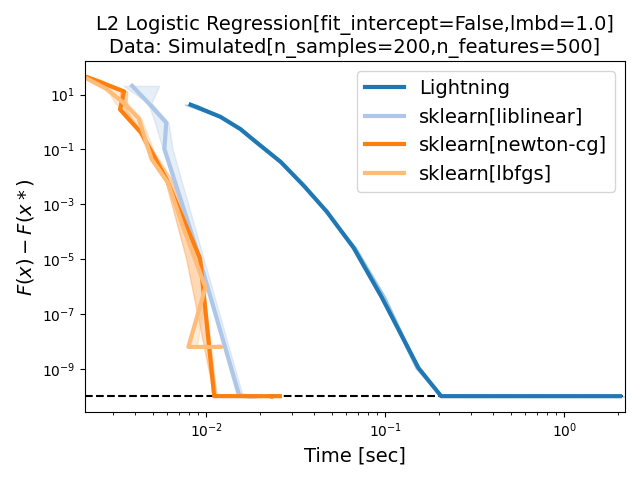 L2 Logistic Regression[fit_intercept=False,lmbd=1.0]
Data: Simulated[n_samples=200,n_features=500]
Lightning
sklearn[liblinear]
sklearn[newton-cg]
sklearn[lbfgs]
F(x) − F(x*)
10¹
10⁻¹
10⁻³
10⁻⁵
10⁻⁷
10⁻⁹
10⁻²
10⁻¹
10⁰
Time [sec]